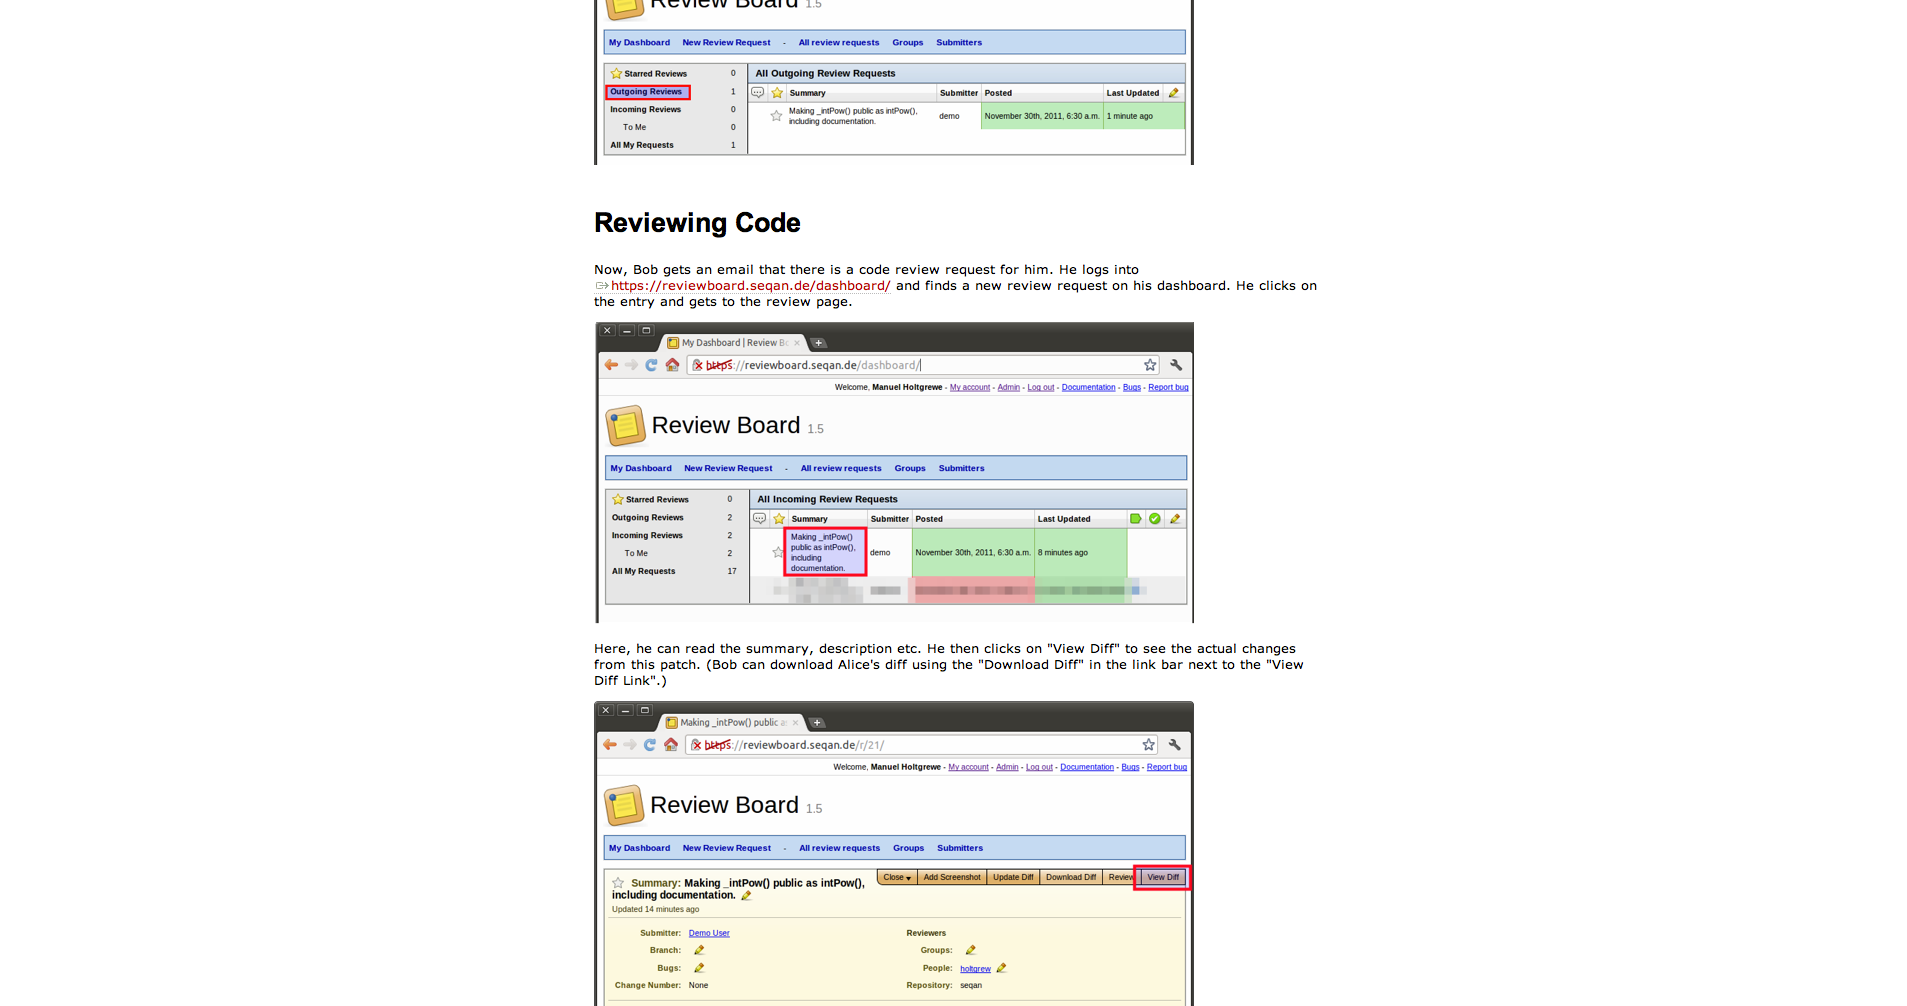 Review Board 1.5
My Dashboard New Review Request - All review requests Groups Submitters
Starred Reviews 0
Outgoing Reviews 1
Incoming Reviews 0
To Me 0
All My Requests 1
All Outgoing Review Requests
Summary Submitter Posted Last Updated
Making _intPow() public as intPow(),
including documentation.
demo
November 30th, 2011, 6:30 a.m.
1 minute ago
Reviewing Code
Now, Bob gets an email that there is a code review request for him. He logs into
https://reviewboard.seqan.de/dashboard/ and finds a new review request on his dashboard. He clicks on
the entry and gets to the review page.
My Dashboard | Review Bo
https://reviewboard.seqan.de/dashboard/
Welcome, Manuel Holtgrewe - My account - Admin - Log out - Documentation - Bugs - Report bug
Review Board 1.5
My Dashboard New Review Request - All review requests Groups Submitters
Starred Reviews 0
Outgoing Reviews 2
Incoming Reviews 2
To Me 2
All My Requests 17
All Incoming Review Requests
Summary Submitter Posted Last Updated
Making _intPow()
public as intPow(),
including
documentation.
demo
November 30th, 2011, 6:30 a.m.
8 minutes ago
Here, he can read the summary, description etc. He then clicks on "View Diff" to see the actual changes
from this patch. (Bob can download Alice's diff using the "Download Diff" in the link bar next to the "View
Diff Link".)
Making _intPow() public as
https://reviewboard.seqan.de/r/21/
Welcome, Manuel Holtgrewe - My account - Admin - Log out - Documentation - Bugs - Report bug
Review Board 1.5
My Dashboard New Review Request - All review requests Groups Submitters
Close Add Screenshot Update Diff Download Diff Review View Diff
Summary: Making _intPow() public as intPow(),
including documentation.
Updated 14 minutes ago
Submitter: Demo User
Branch:
Bugs:
Change Number: None
Reviewers
Groups:
People: holtgrew
Repository: seqan